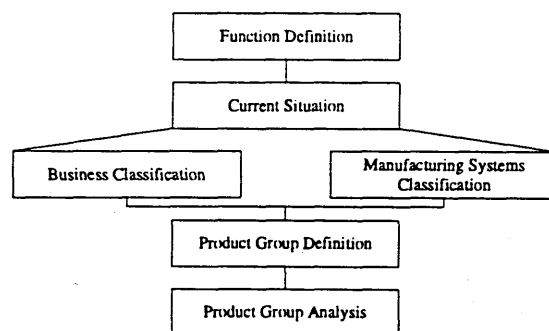 Function Definition
Current Situation
Business Classification
Manufacturing Systems
Classification
Product Group Definition
Product Group Analysis